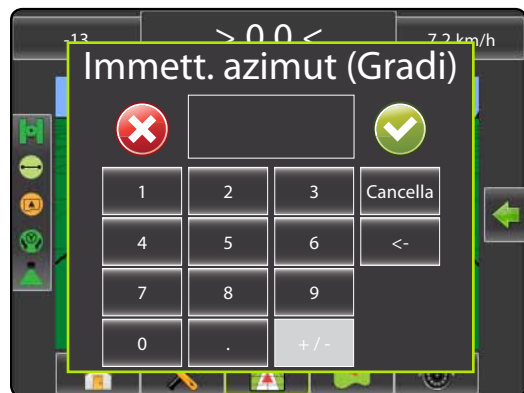 -13 > 0.0 < 7.2 km/h
Immett. azimut (Gradi)
1 2 3 Cancella
4 5 6 <-
7 8 9
0 . +/-